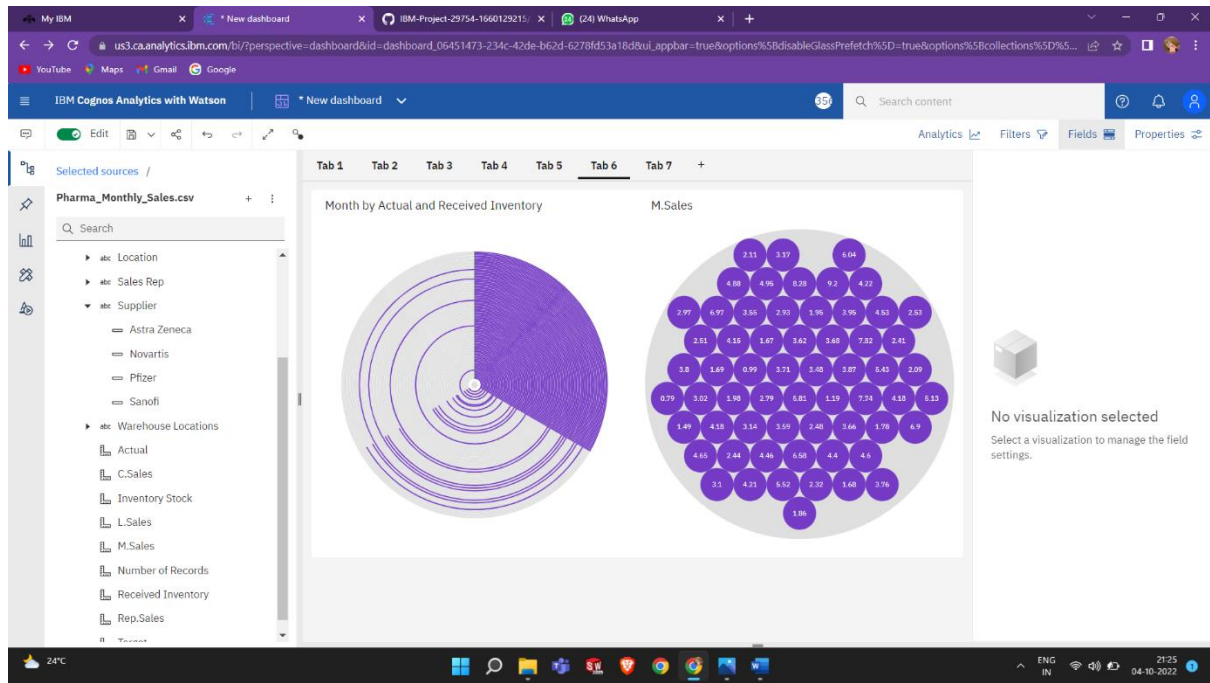 My IBM
* New dashboard
IBM-Project-29754-1660129215/
(24) WhatsApp
us3.ca.analytics.ibm.com/bi/?perspective=dashboard&id=dashboard_06451473-234c-42de-b62d-6278fd53a18d&ui_appbar=true&options%5BdisableGlassPrefetch%5D=true&options%5Bcollections%5D%5...
YouTube Maps Gmail Google
IBM Cognos Analytics with Watson
* New dashboard
Search content
Edit
Analytics Filters Fields Properties
Selected sources /
Pharma_Monthly_Sales.csv
Search
abc Location
abc Sales Rep
abc Supplier
Astra Zeneca
Novartis
Pfizer
Sanofi
abc Warehouse Locations
Actual
C.Sales
Inventory Stock
L.Sales
M.Sales
Number of Records
Received Inventory
Rep.Sales
Target
Tab 1 Tab 2 Tab 3 Tab 4 Tab 5 Tab 6 Tab 7 +
Month by Actual and Received Inventory
M.Sales
2.11 3.17 6.04
4.88 4.95 8.28 9.2 4.22
2.97 6.97 3.55 2.93 1.95 3.95 4.53 2.53
2.51 4.15 1.67 3.62 3.68 7.82 2.41
3.8 1.69 0.99 3.71 3.48 3.87 2.09
0.79 3.02 1.98 2.79 1.19 7.74 4.18
1.49 4.18 3.14 3.59 2.48 3.66 1.78 6.9
4.65 2.44 4.46 6.58 4.4 4.6
3.1 4.21 5.52 2.32 1.68 3.76
1.86
No visualization selected
Select a visualization to manage the field
settings.
24°C
ENG
IN
21:25
04-10-2022